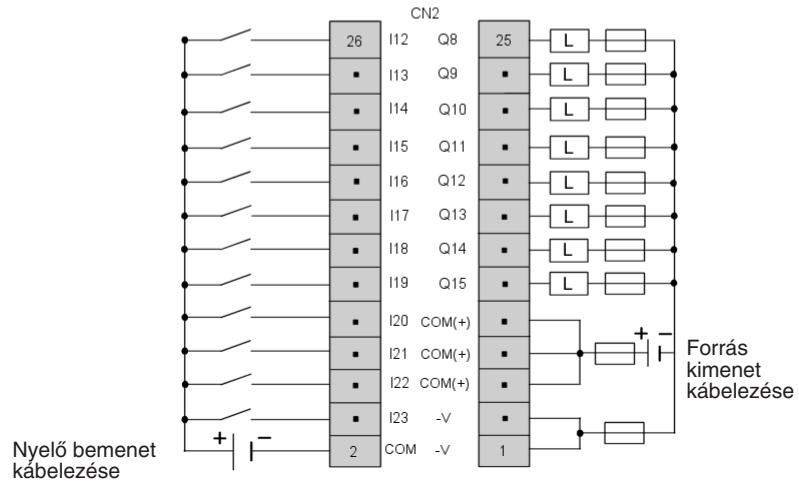 CN2
26 I12 Q8 25 L
I13 Q9 L
I14 Q10 L
I15 Q11 L
I16 Q12 L
I17 Q13 L
I18 Q14 L
I19 Q15 L
I20 COM(+)
I21 COM(+)
I22 COM(+)
I23 -V
2 COM -V 1
+ −
Forrás
kimenet
kábelezése
+ −
Nyelő bemenet
kábelezése